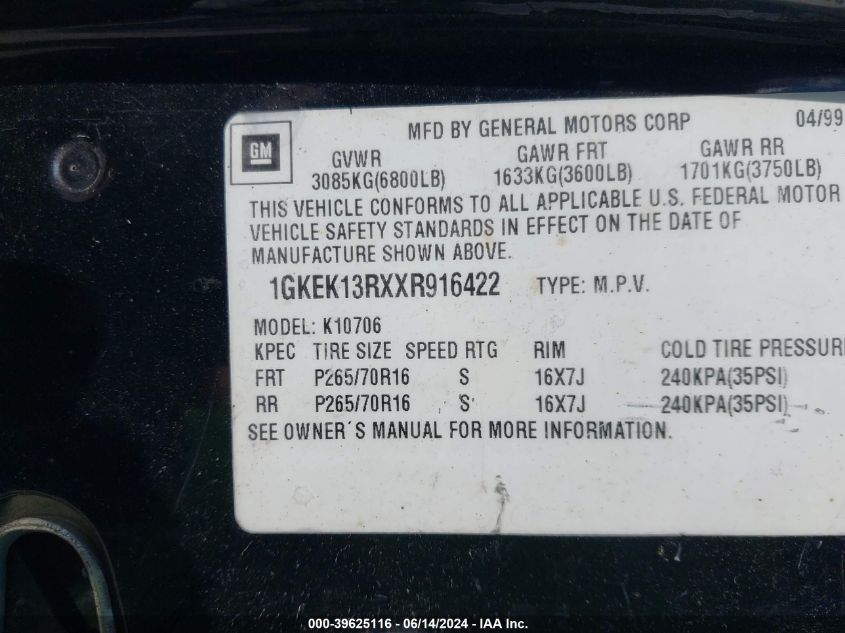 MFD BY GENERAL MOTORS CORP 04/99
GM
GVWR GAWR FRT GAWR RR
3085KG(6800LB) 1633KG(3600LB) 1701KG(3750LB)
THIS VEHICLE CONFORMS TO ALL APPLICABLE U.S. FEDERAL MOTOR
VEHICLE SAFETY STANDARDS IN EFFECT ON THE DATE OF
MANUFACTURE SHOWN ABOVE.
1GKEK13RXXR916422 TYPE: M.P.V.
MODEL: K10706
KPEC TIRE SIZE SPEED RTG RIM COLD TIRE PRESSUR
FRT P265/70R16 S 16X7J 240KPA(35PSI)
RR P265/70R16 S 16X7J 240KPA(35PSI)
SEE OWNER´S MANUAL FOR MORE INFORMATION.
000-39625116 - 06/14/2024 - IAA Inc.